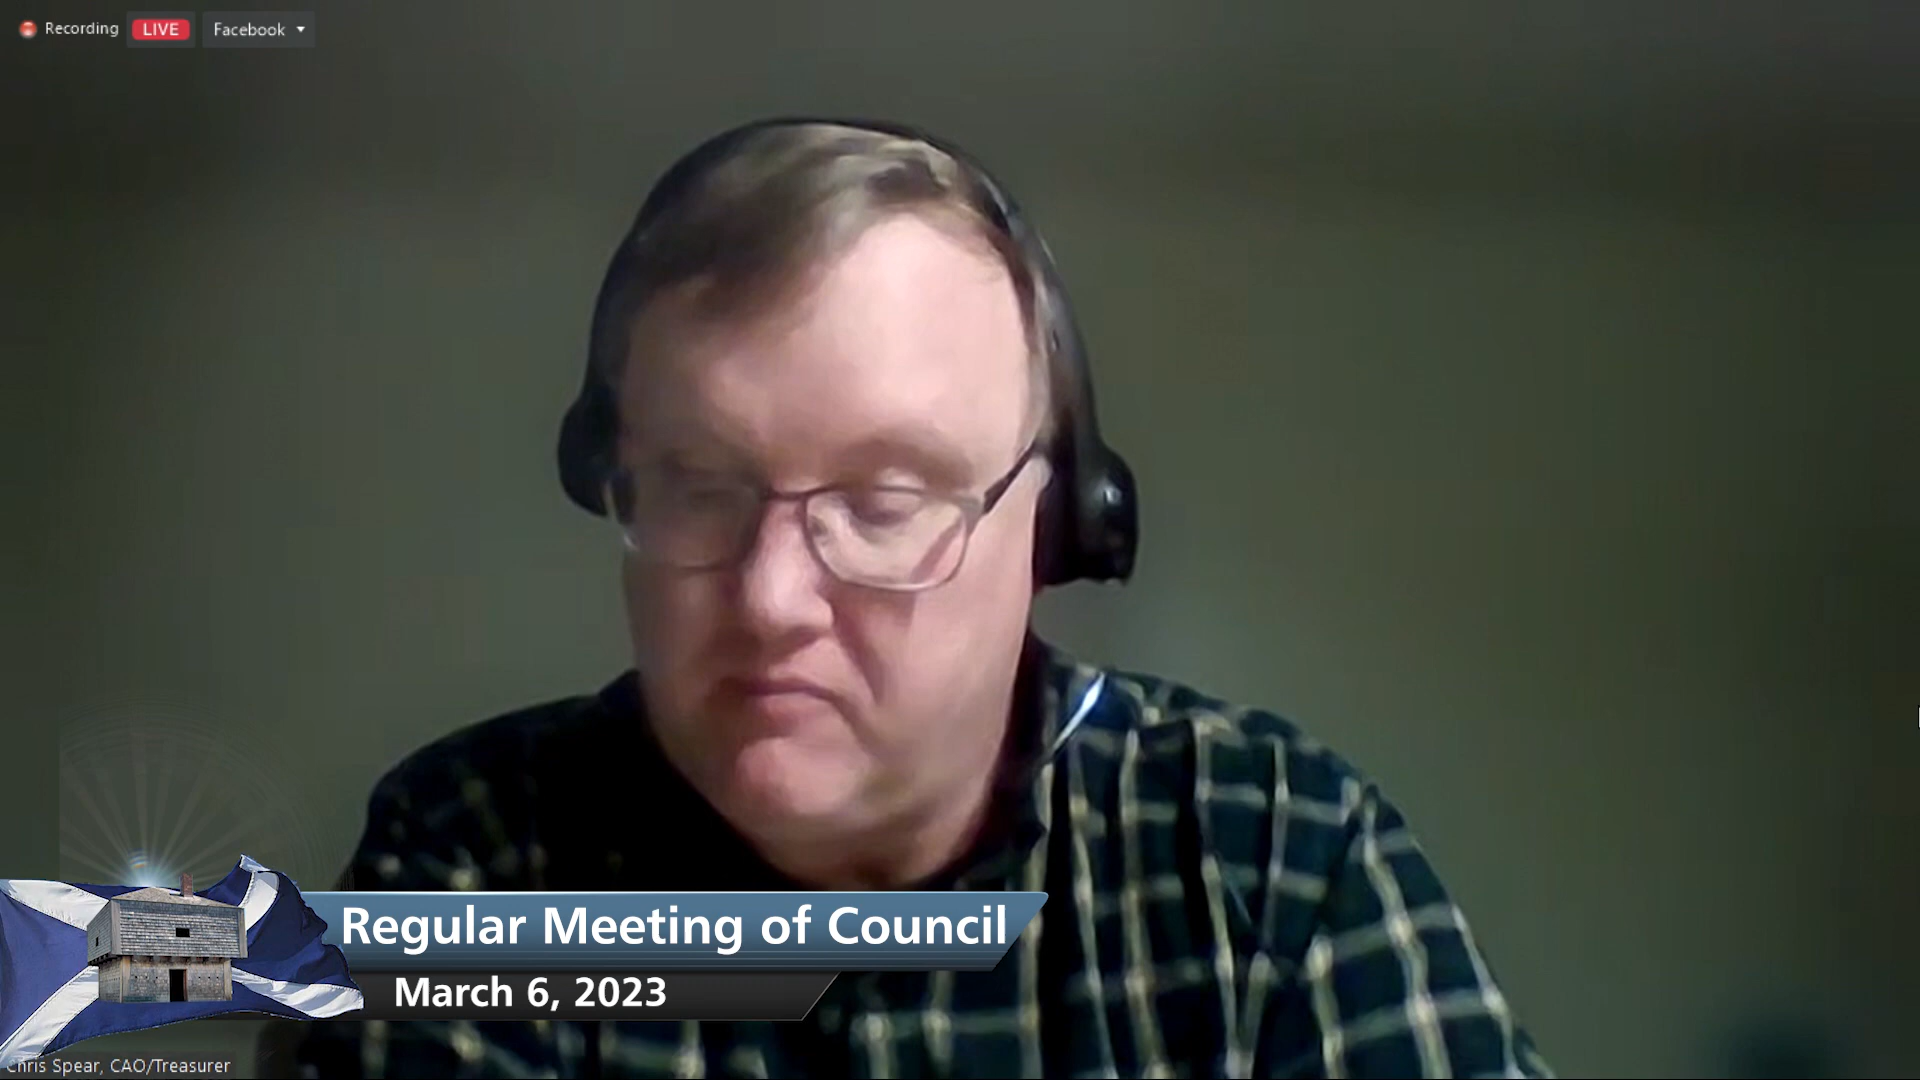 Recording
LIVE
Facebook
Regular Meeting of Council
March 6, 2023
Chris Spear, CAO/Treasurer